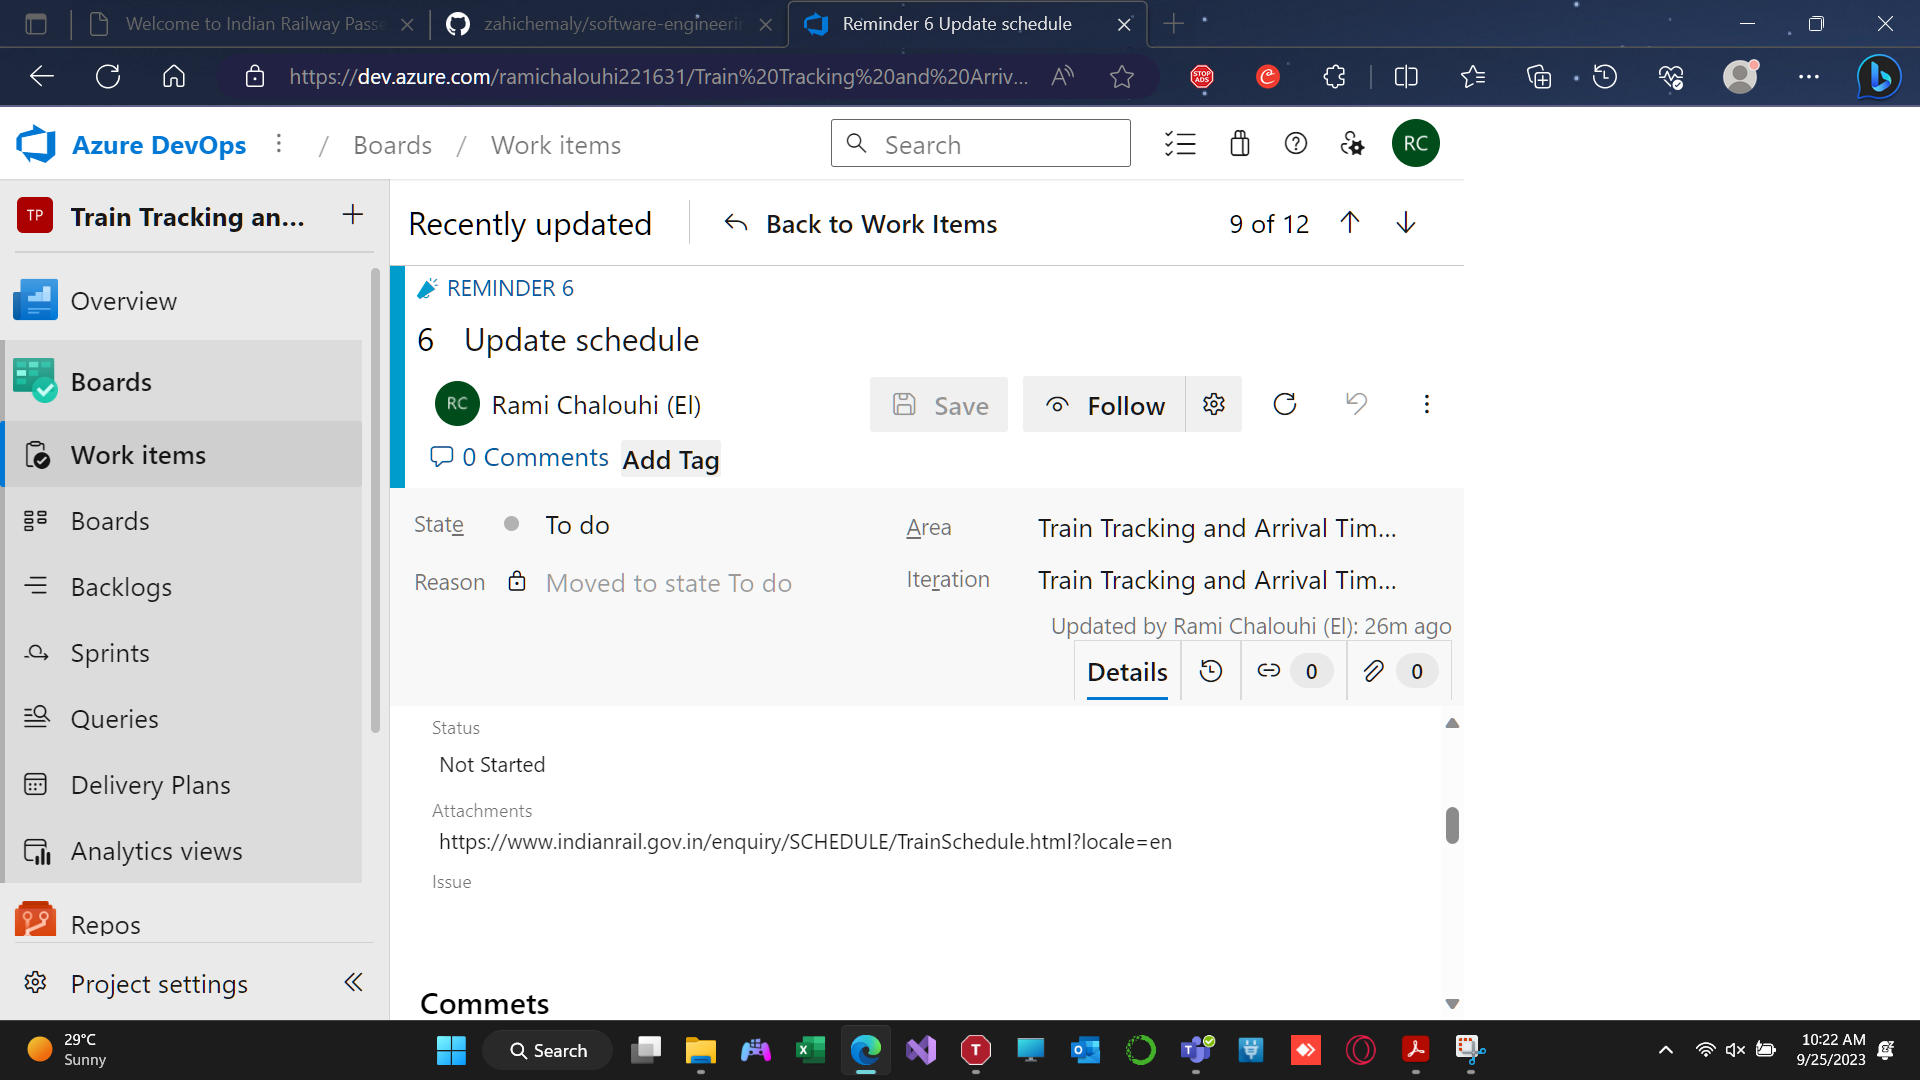 Welcome to Indian Railway Passe
zahichemaly/software-engineerin
Reminder 6 Update schedule
https://dev.azure.com/ramichalouhi221631/Train%20Tracking%20and%20Arriv...
Azure DevOps / Boards / Work items
Search
RC
TP Train Tracking an...
Recently updated
Back to Work Items
9 of 12
REMINDER 6
6 Update schedule
RC Rami Chalouhi (El)
Save
Follow
0 Comments
Add Tag
State To do
Area Train Tracking and Arrival Tim...
Reason Moved to state To do
Iteration Train Tracking and Arrival Tim...
Updated by Rami Chalouhi (El): 26m ago
Details
0
0
Status
Not Started
Attachments
https://www.indianrail.gov.in/enquiry/SCHEDULE/TrainSchedule.html?locale=en
Issue
Commets
Overview
Boards
Work items
Boards
Backlogs
Sprints
Queries
Delivery Plans
Analytics views
Repos
Project settings
29°C
Sunny
Search
10:22 AM
9/25/2023